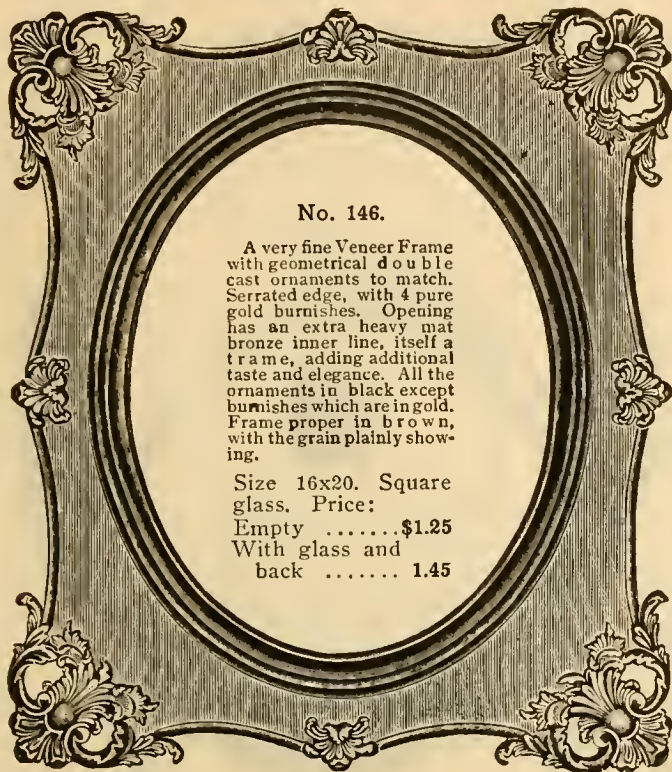 No. 146.
A very fine Veneer Frame
with geometrical double
cast ornaments to match.
Serrated edge, with 4 pure
gold burnishes. Opening
has an extra heavy mat
bronze inner line, itself a
trame, adding additional
taste and elegance. All the
ornaments in black except
burnishes which are in gold.
Frame proper in brown,
with the grain plainly show-
ing.
Size 16x20. Square
glass. Price:
Empty .......$1.25
With glass and
back ....... 1.45